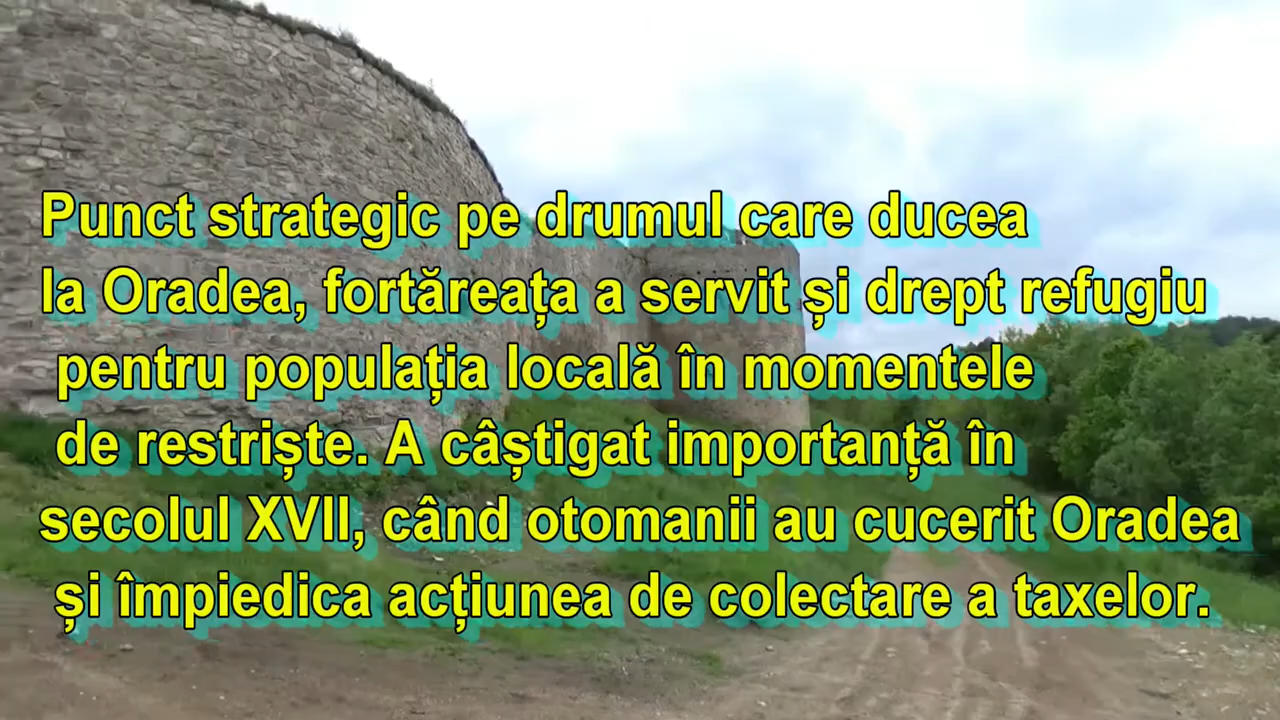 Punct strategic pe drumul care ducea
la Oradea, fortăreața a servit și drept refugiu
pentru populația locală în momentele
de restriște. A câștigat importanță în
secolul XVII, când otomanii au cucerit Oradea
și împiedica acțiunea de colectare a taxelor.